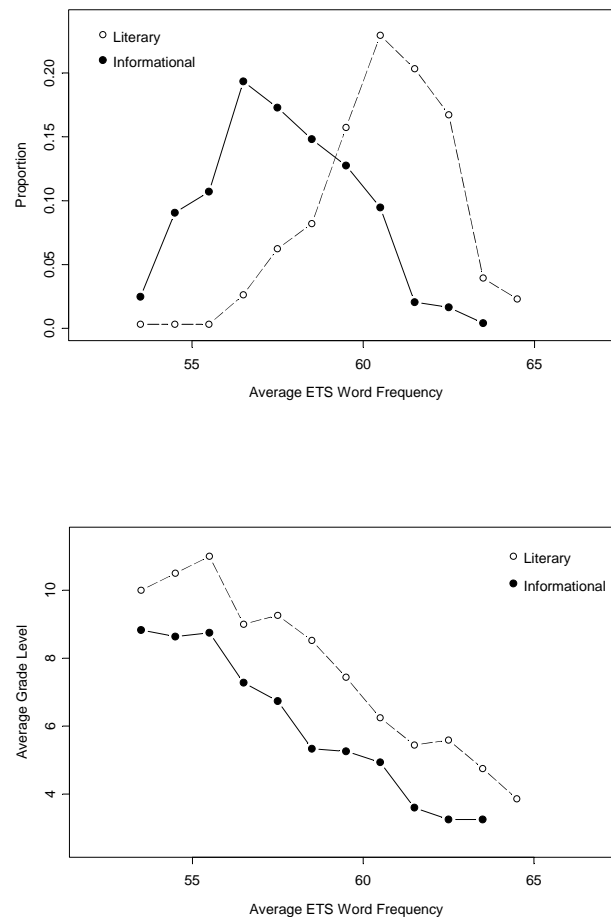 Literary
Informational
0.20
0.15
0.10
0.05
0.0
Proportion
55 60 65
Average ETS Word Frequency
Literary
Informational
10
8
6
4
Average Grade Level
55 60 65
Average ETS Word Frequency